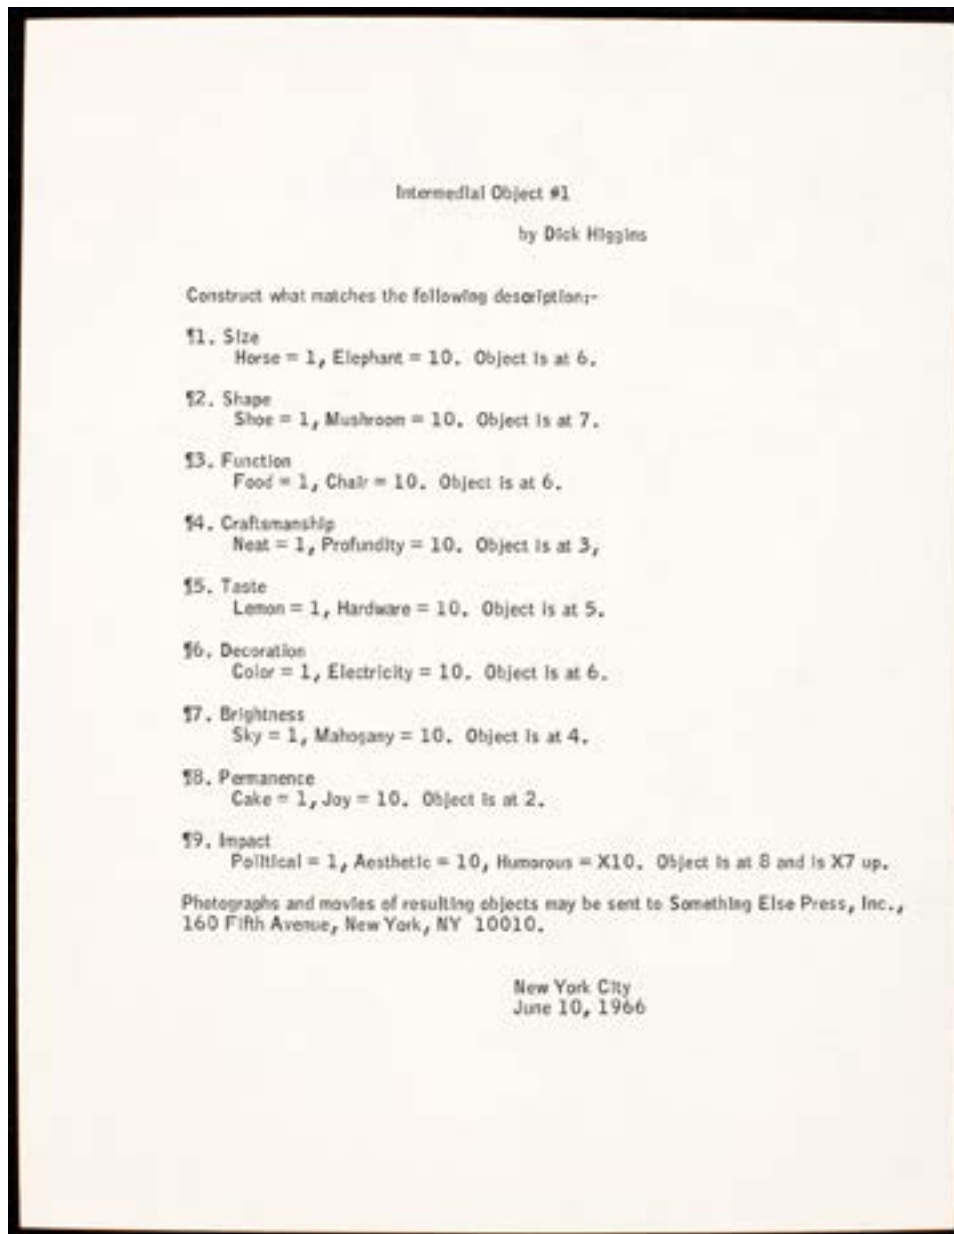 Intermedial Object #1
by Dick Higgins
Construct what matches the following description:-
¶1. Size
Horse = 1, Elephant = 10. Object is at 6.
¶2. Shape
Shoe = 1, Mushroom = 10. Object is at 7.
¶3. Function
Food = 1, Chair = 10. Object is at 6.
¶4. Craftsmanship
Neat = 1, Profundity = 10. Object is at 3,
¶5. Taste
Lemon = 1, Hardware = 10. Object is at 5.
¶6. Decoration
Color = 1, Electricity = 10. Object is at 6.
¶7. Brightness
Sky = 1, Mahogany = 10. Object is at 4.
¶8. Permanence
Cake = 1, Joy = 10. Object is at 2.
¶9. Impact
Political = 1, Aesthetic = 10, Humorous = X10. Object is at 8 and is X7 up.
Photographs and movies of resulting objects may be sent to Something Else Press, Inc.,
160 Fifth Avenue, New York, NY 10010.
New York City
June 10, 1966